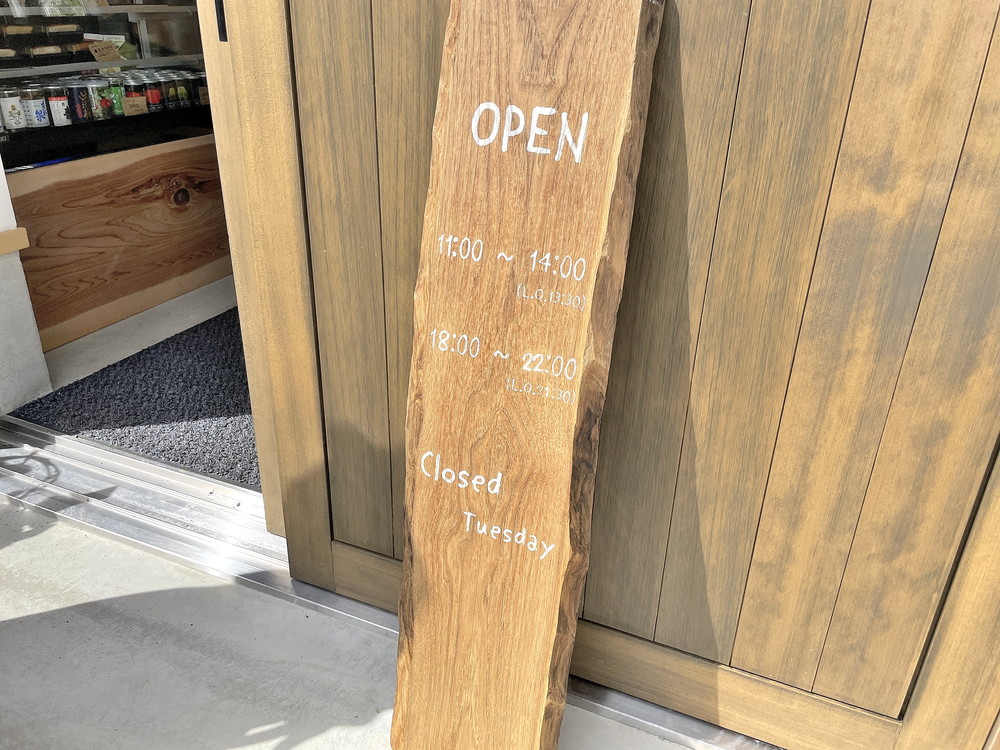 OPEN
11:00 ~ 14:00
(L.O.13:30)
18:00 ~ 22:00
(L.O.21:30)
Closed
Tuesday